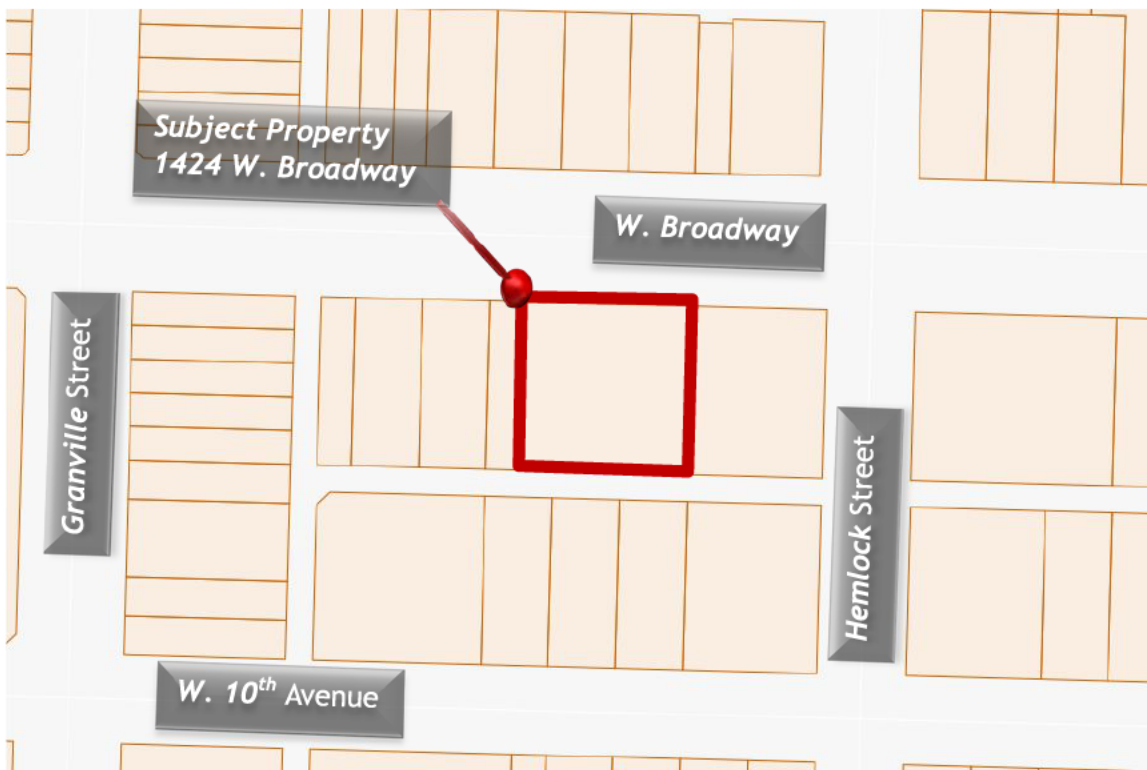 Subject Property
1424 W. Broadway
W. Broadway
Granville Street
Hemlock Street
W. 10th Avenue